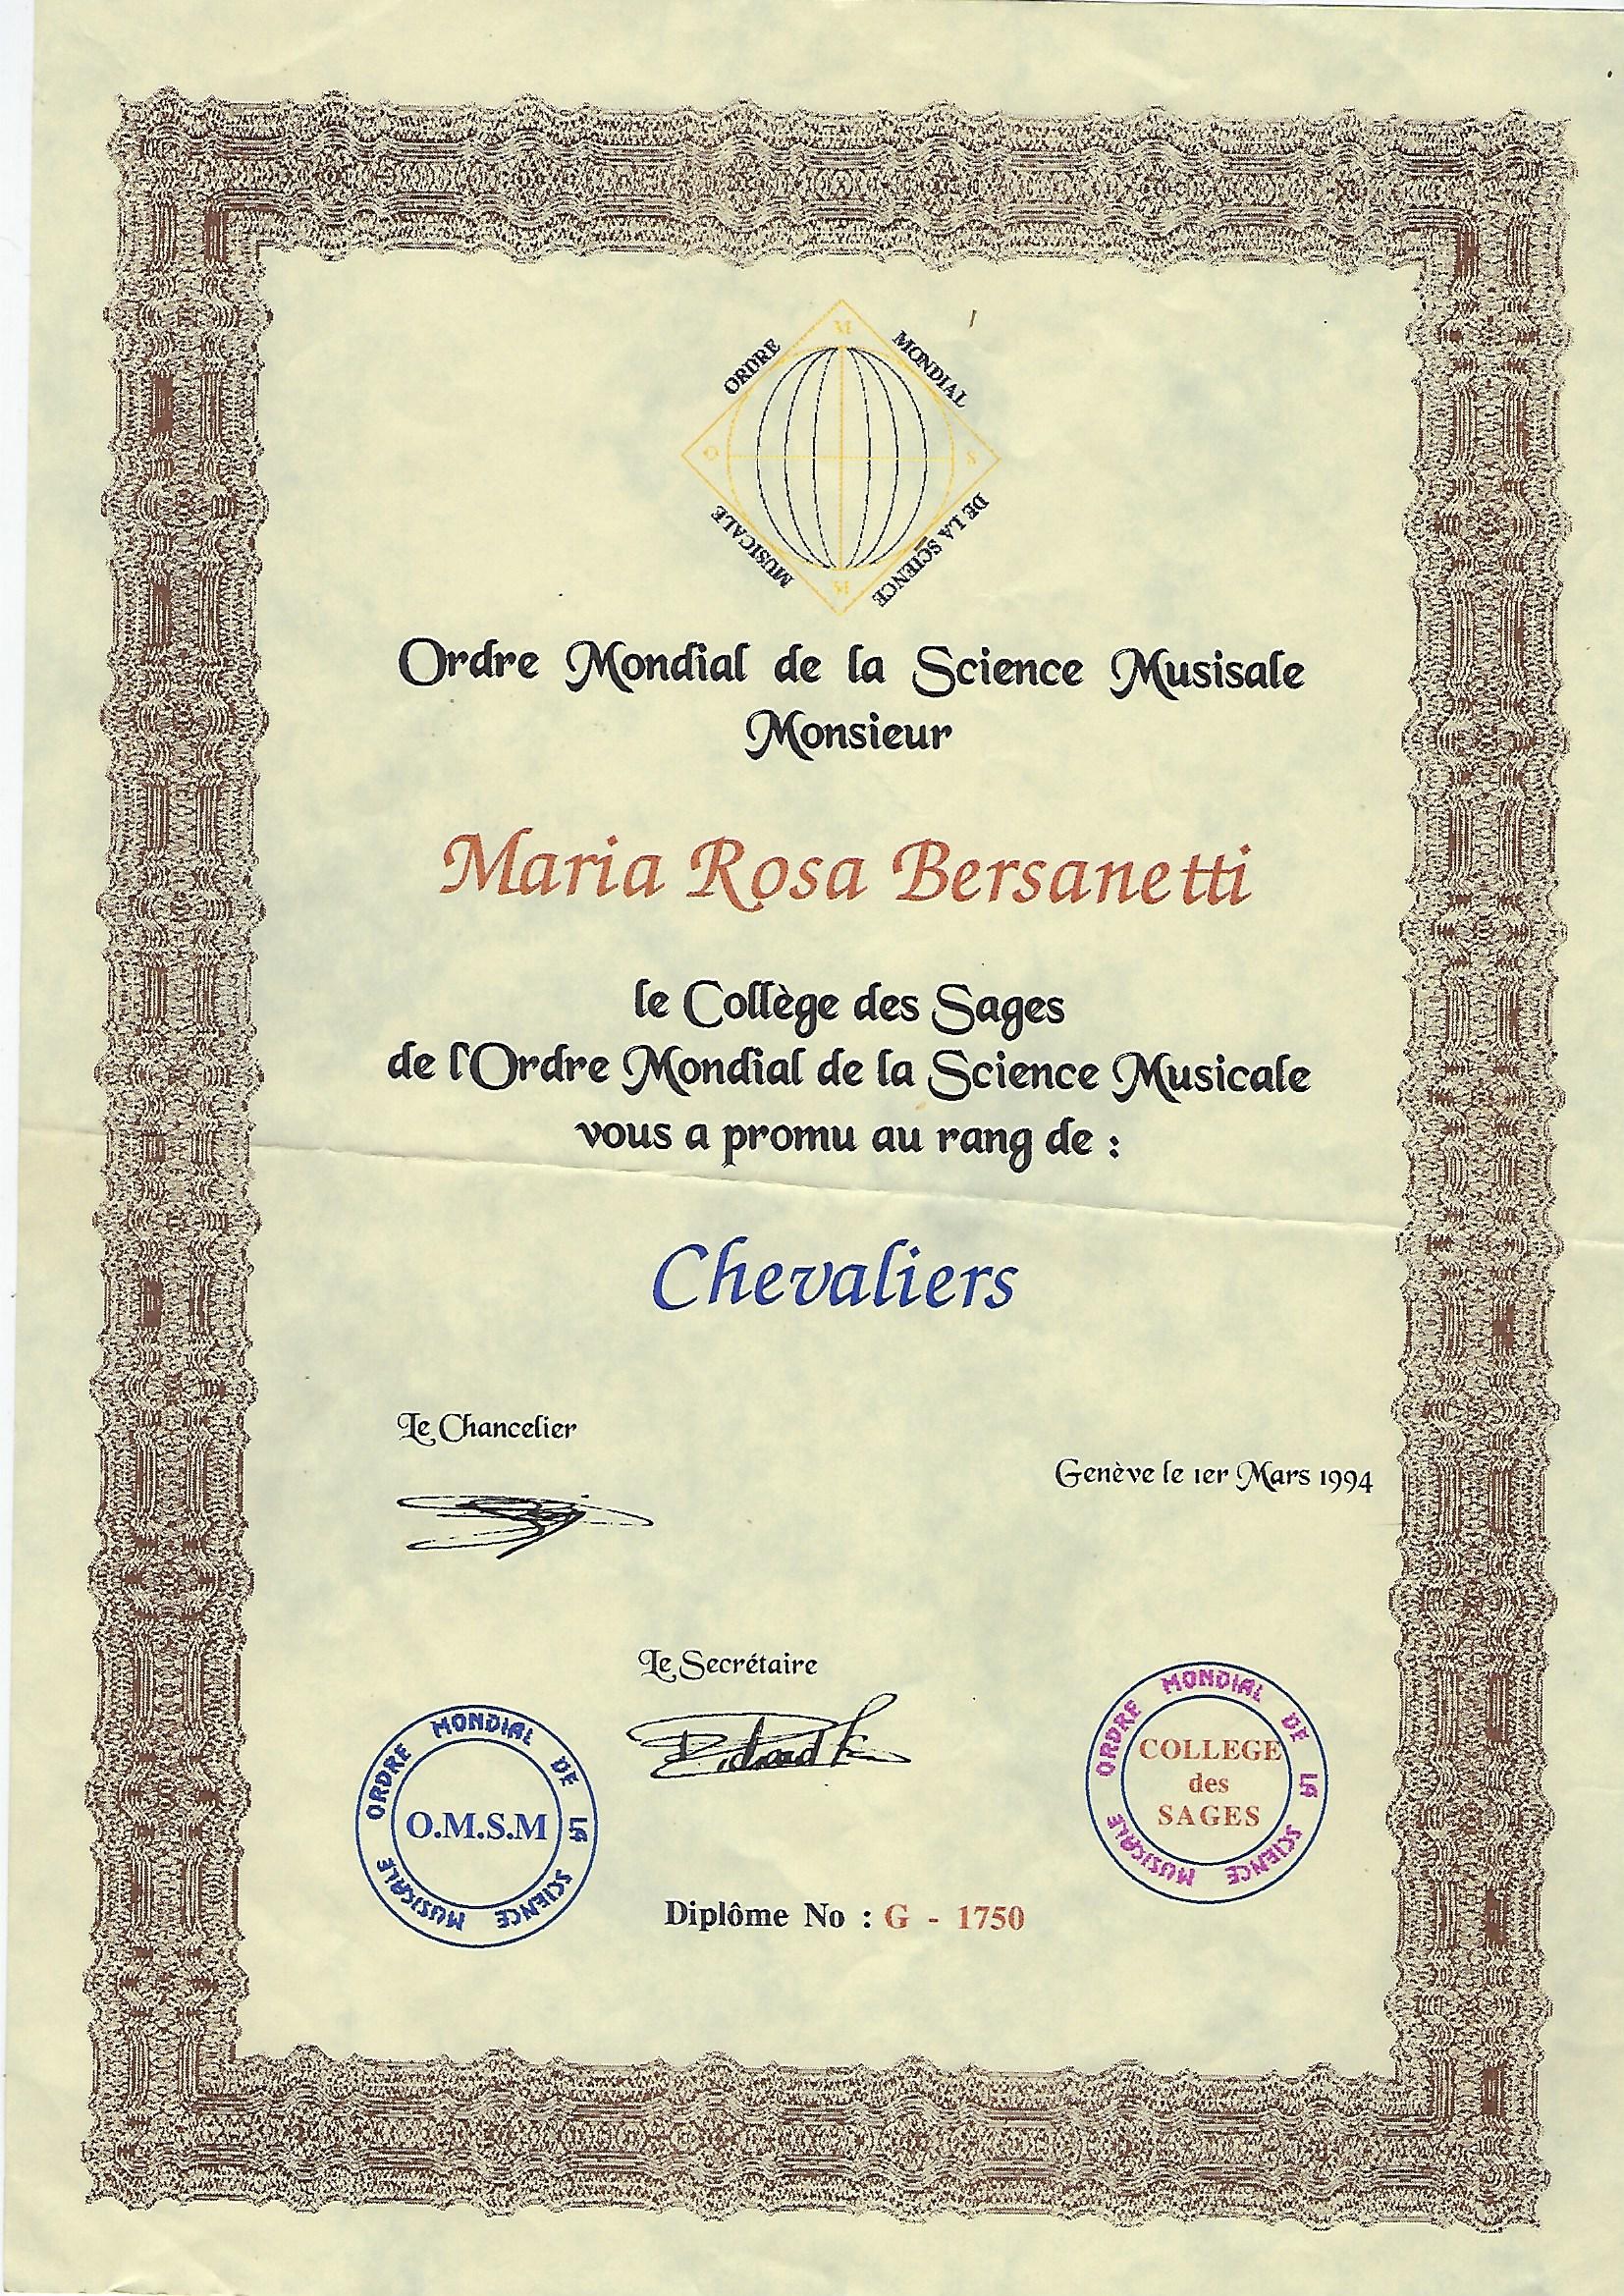 ORDRE MONDIAL DE LA SCIENCE MUSICALE
M
O S
M
Ordre Mondial de la Science Musisale
Monsieur
Maria Rosa Bersanetti
le Collège des Sages
de l'Ordre Mondial de la Science Musicale
vous a promu au rang de :
Chevaliers
Le Chancelier
Genève le 1er Mars 1994
Le Secrétaire
ORDRE MONDIAL DE LA SCIENCE MUSICALE
O.M.S.M
ORDRE MONDIAL DE LA SCIENCE MUSICALE
COLLEGE
des
SAGES
Diplôme No : G - 1750